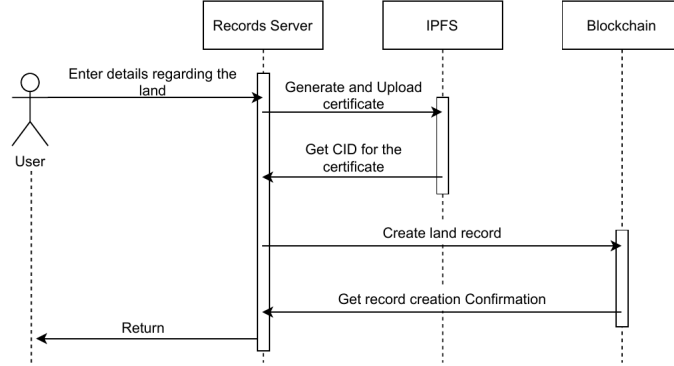 Records Server
IPFS
Blockchain
Enter details regarding the
land
Generate and Upload
certificate
User
Get CID for the
certificate
Create land record
Get record creation Confirmation
Return